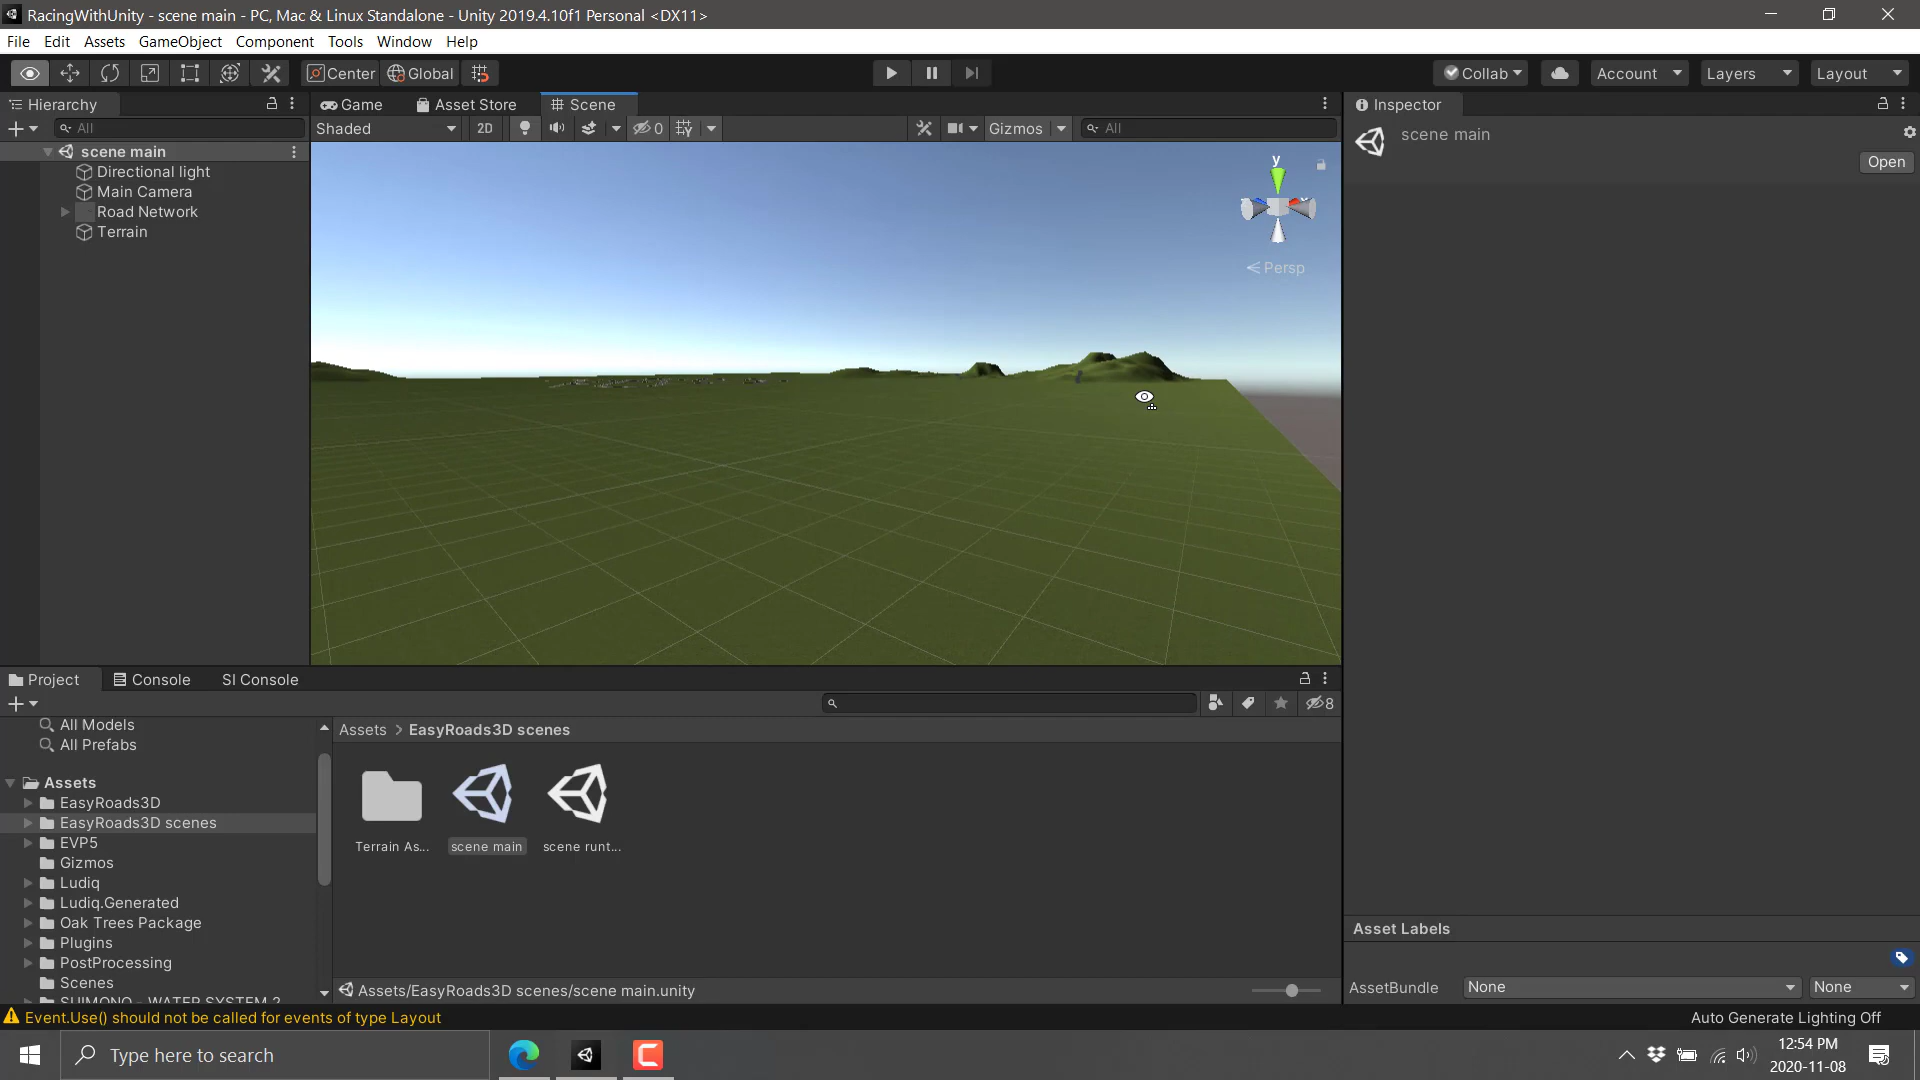 RacingWithUnity - scene main - PC, Mac & Linux Standalone - Unity 2019.4.10f1 Personal <DX11>
File Edit Assets GameObject Component Tools Window Help
Center Global Collab Account Layers Layout
Hierarchy Game Asset Store Scene Inspector
All Shaded 2D 0 Gizmos All
scene main
Open
scene main
Directional light
Main Camera
Road Network
Terrain
y
Persp
Project Console SI Console
8
All Models
All Prefabs
Assets > EasyRoads3D scenes
Assets
EasyRoads3D
EasyRoads3D scenes
EVP5
Gizmos
Ludiq
Ludiq.Generated
Oak Trees Package
Plugins
PostProcessing
Scenes
SUIMONO - WATER SYSTEM 2
Terrain As... scene main scene runt...
Assets/EasyRoads3D scenes/scene main.unity
Asset Labels
AssetBundle None None
Event.Use() should not be called for events of type Layout
Auto Generate Lighting Off
Type here to search
12:54 PM
2020-11-08